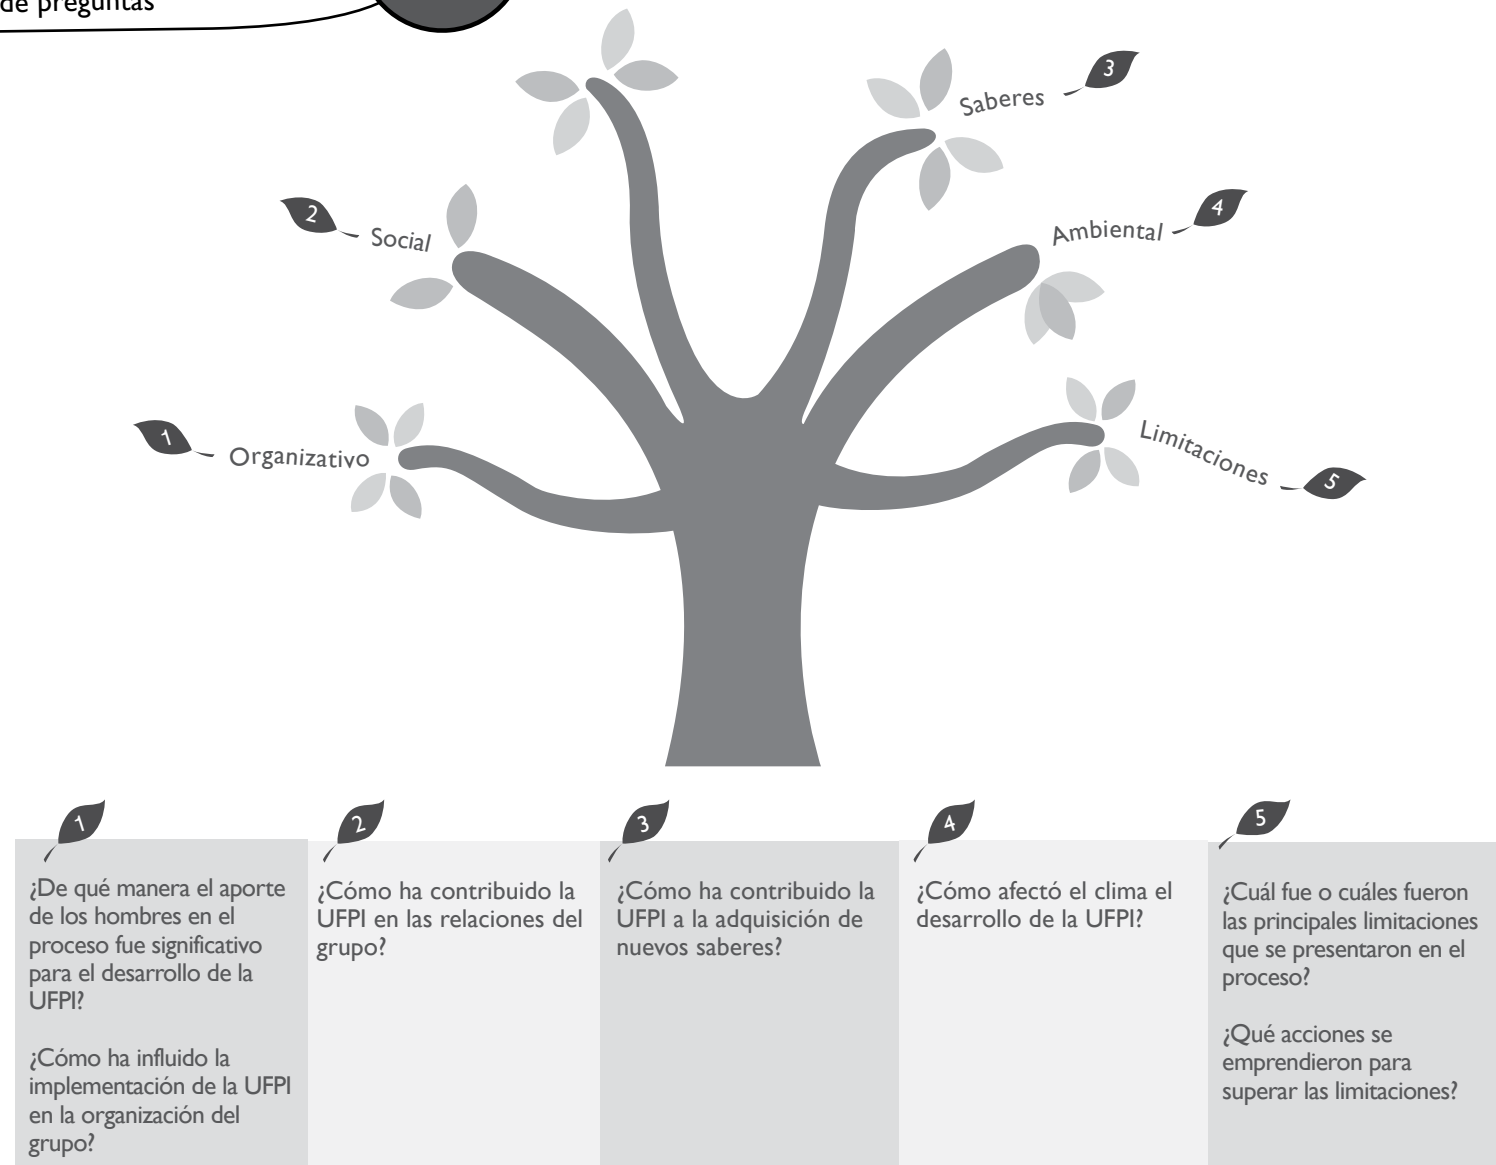 de preguntas
3
Saberes
2
Social
4
Ambiental
1
Organizativo
Limitaciones
5
1
¿De qué manera el aporte
de los hombres en el
proceso fue significativo
para el desarrollo de la
UFPI?
¿Cómo ha influido la
implementación de la UFPI
en la organización del
grupo?
2
¿Cómo ha contribuido la
UFPI en las relaciones del
grupo?
3
¿Cómo ha contribuido la
UFPI a la adquisición de
nuevos saberes?
4
¿Cómo afectó el clima el
desarrollo de la UFPI?
5
¿Cuál fue o cuáles fueron
las principales limitaciones
que se presentaron en el
proceso?
¿Qué acciones se
emprendieron para
superar las limitaciones?